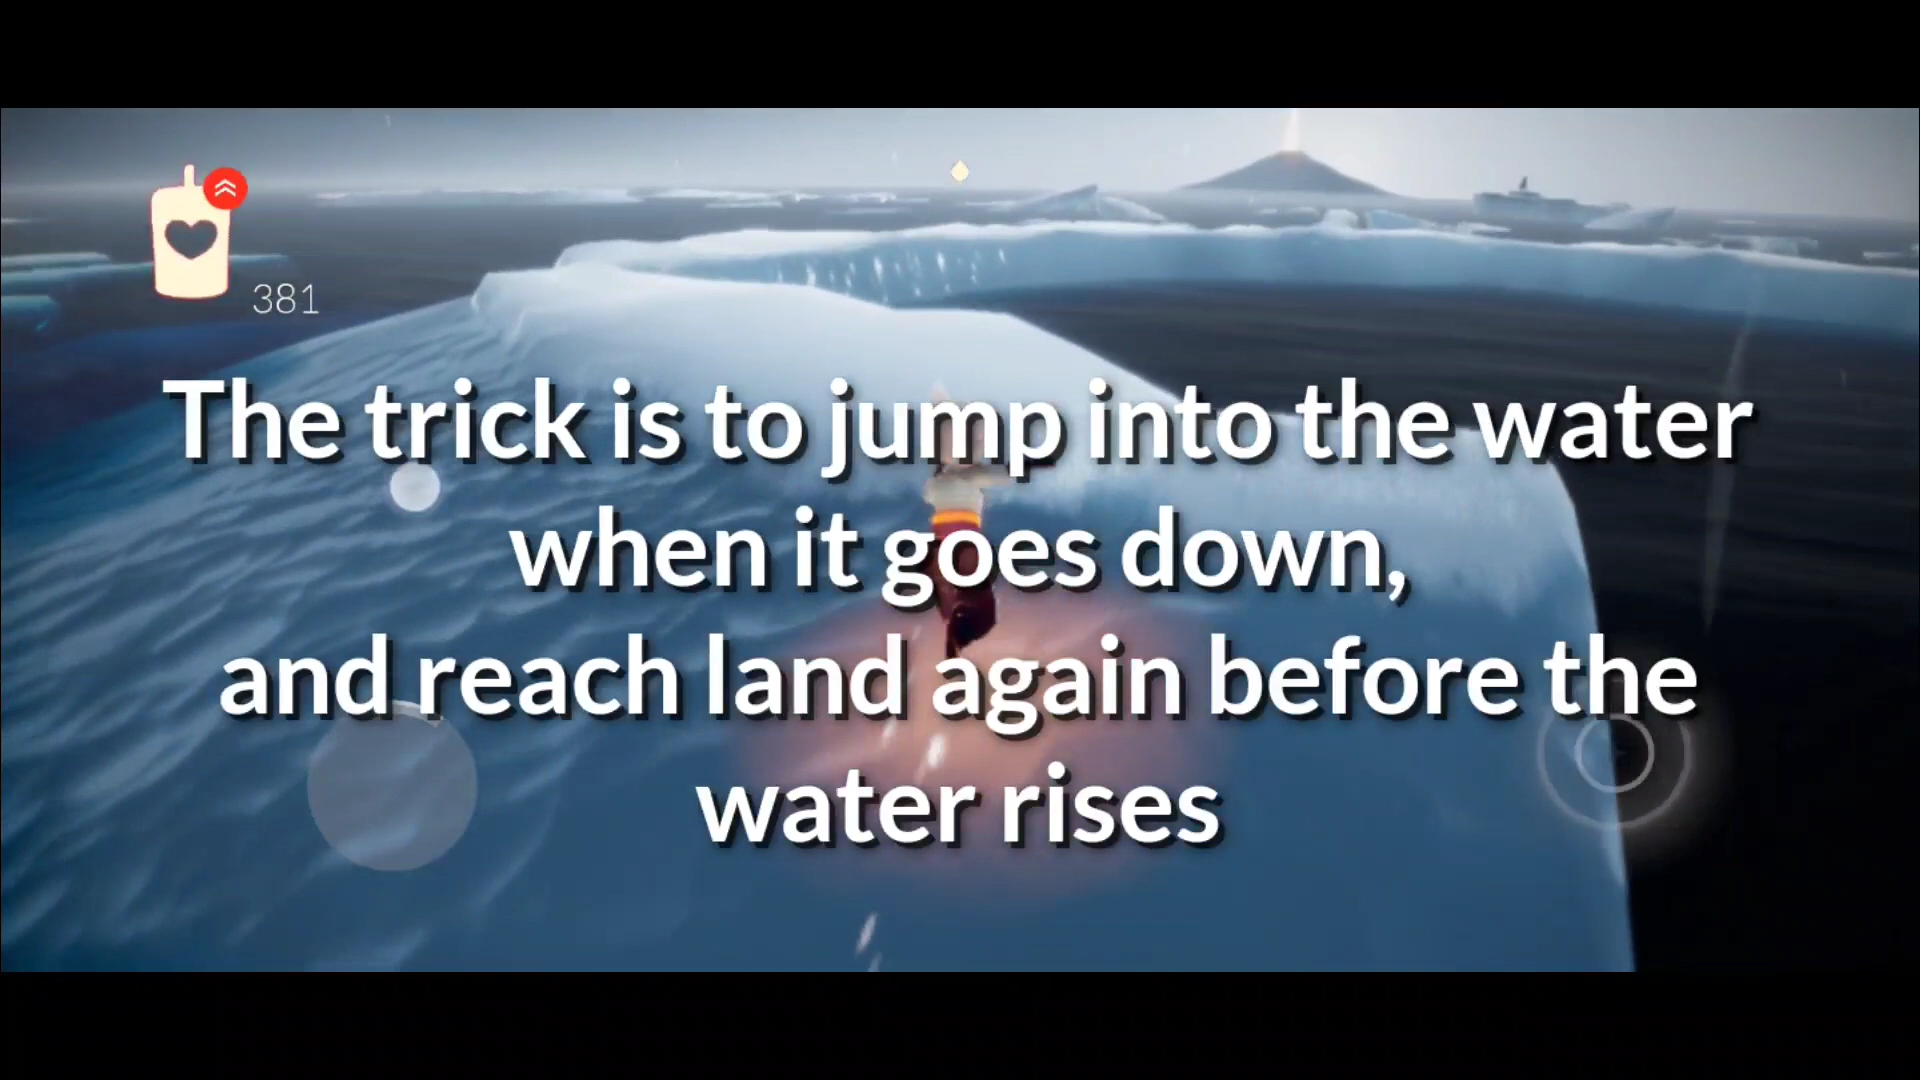 381
The trick is to jump into the water
when it goes down,
and reach land again before the
water rises